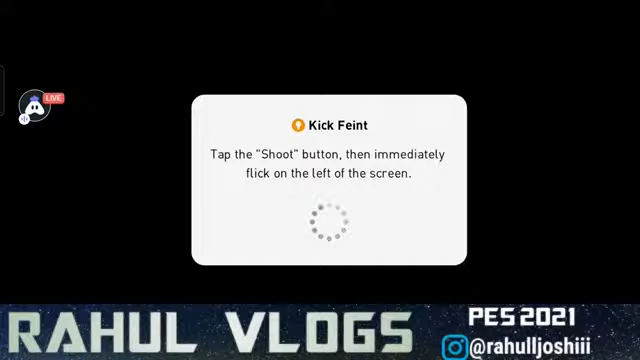 LIVE
Kick Feint
Tap the "Shoot" button, then immediately
flick on the left of the screen.
RAHUL VLOGS
PES 2021
@rahulljoshiii